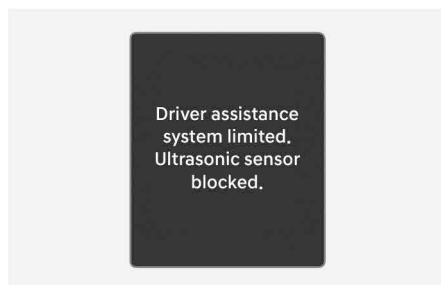 Driver assistance
system limited.
Ultrasonic sensor
blocked.